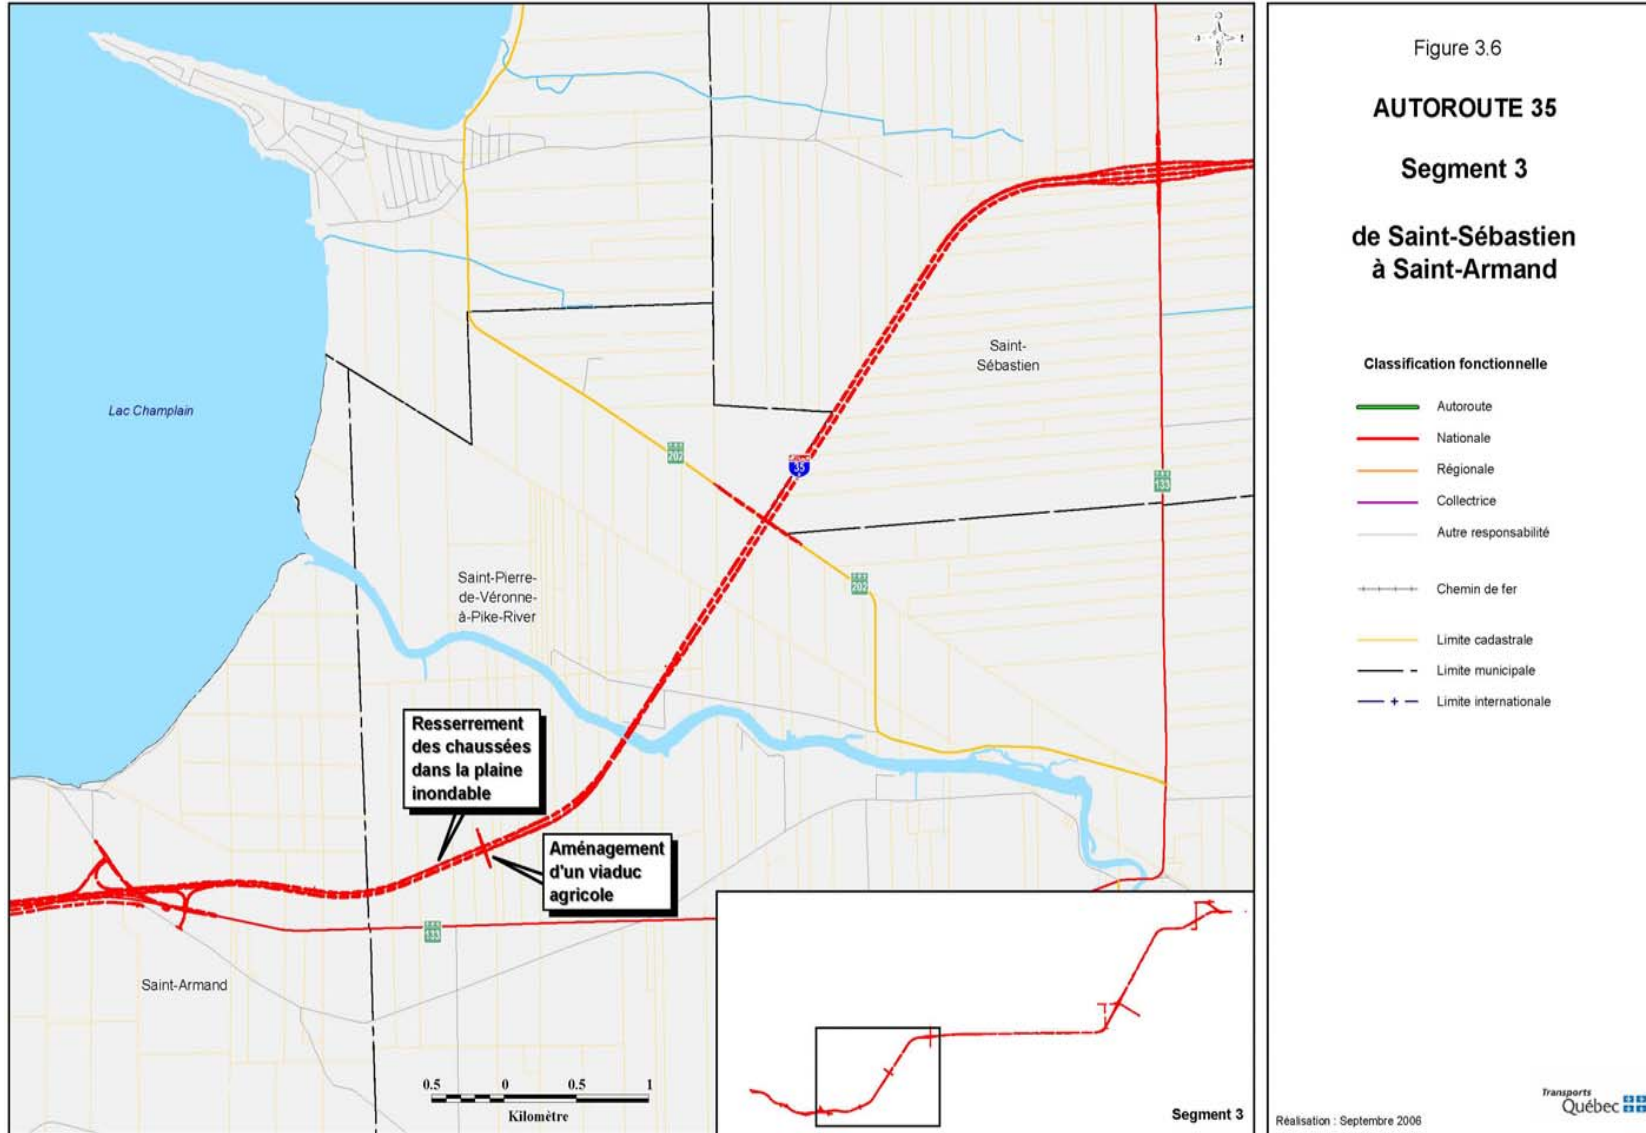 Lac Champlain
Saint-
Sébastien
202
35
133
202
Saint-Pierre-
de-Véronne-
à-Pike-River
Resserrement
des chaussées
dans la plaine
inondable
Aménagement
d'un viaduc
agricole
133
Saint-Armand
0.5 0 0.5 1
Kilomètre
Segment 3
Figure 3.6
AUTOROUTE 35
Segment 3
de Saint-Sébastien
à Saint-Armand
Classification fonctionnelle
Autoroute
Nationale
Régionale
Collectrice
Autre responsabilité
Chemin de fer
Limite cadastrale
Limite municipale
Limite internationale
Transports
Québec
Réalisation : Septembre 2006